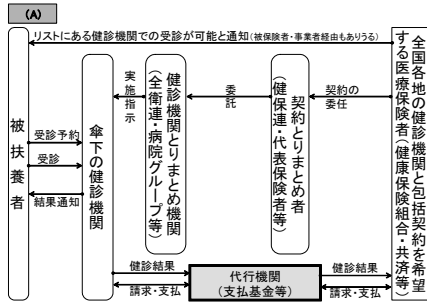 (A)
リストにある健診機関での受診が可能と通知(被保険者・事業者経由もありうる)
被扶養者
受診予約
受診
結果通知
傘下の健診機関
実施指示
健診機関とりまとめ機関
(全衛連・病院グループ等)
委託
契約とりまとめ者
(健保連・代表保険者等)
契約の
委任
全国各地の健診機関と包括契約を希望
する医療保険者(健康保険組合・共済等)
健診結果
請求・支払
代行機関
(支払基金等)
健診結果
請求・支払